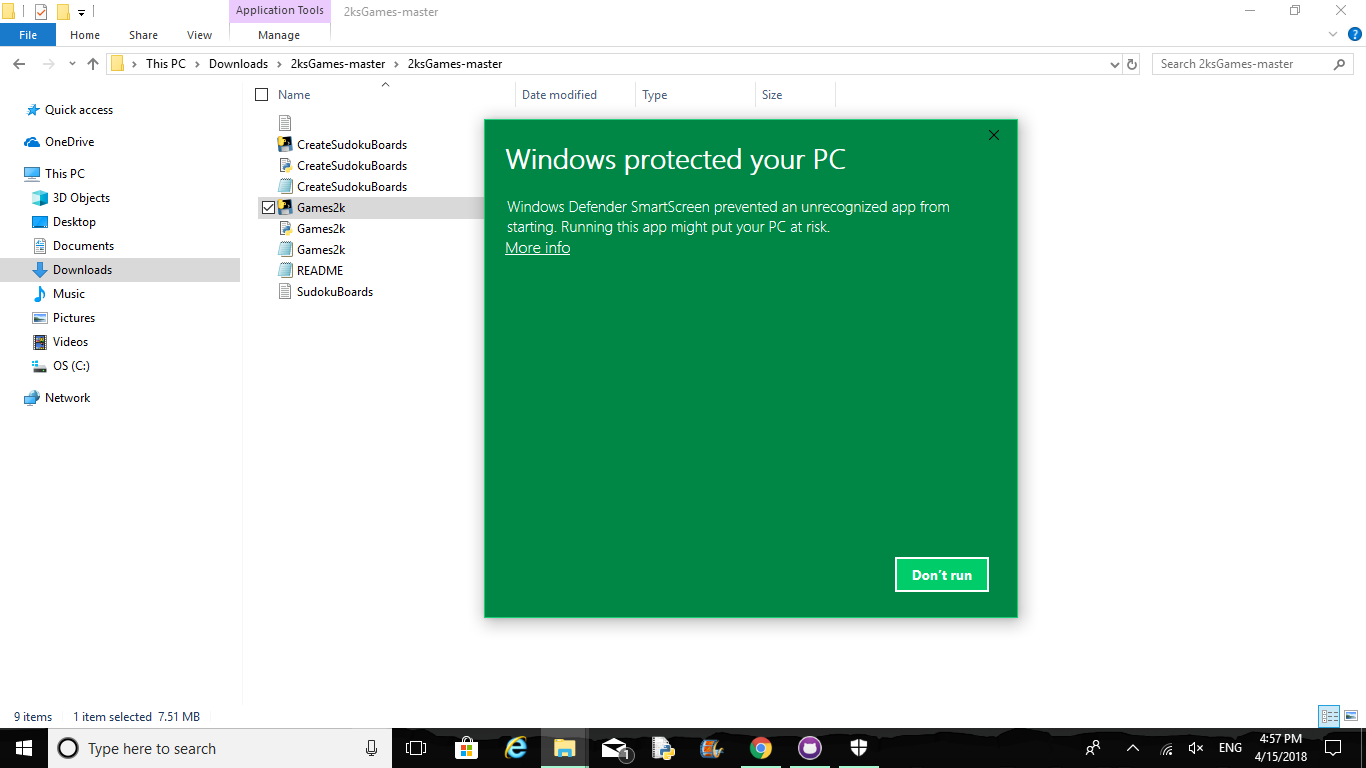 Application Tools
2ksGames-master
File
Home
Share
View
Manage
This PC
Downloads
2ksGames-master
2ksGames-master
Search 2ksGames-master
Name
Date modified
Type
Size
Quick access
OneDrive
This PC
3D Objects
Desktop
Documents
Downloads
Music
Pictures
Videos
OS (C:)
Network
CreateSudokuBoards
CreateSudokuBoards
CreateSudokuBoards
Games2k
Games2k
Games2k
README
SudokuBoards
Windows protected your PC
Windows Defender SmartScreen prevented an unrecognized app from
starting. Running this app might put your PC at risk.
More info
Don't run
9 items
1 item selected 7.51 MB
Type here to search
1
ENG
4:57 PM
4/15/2018